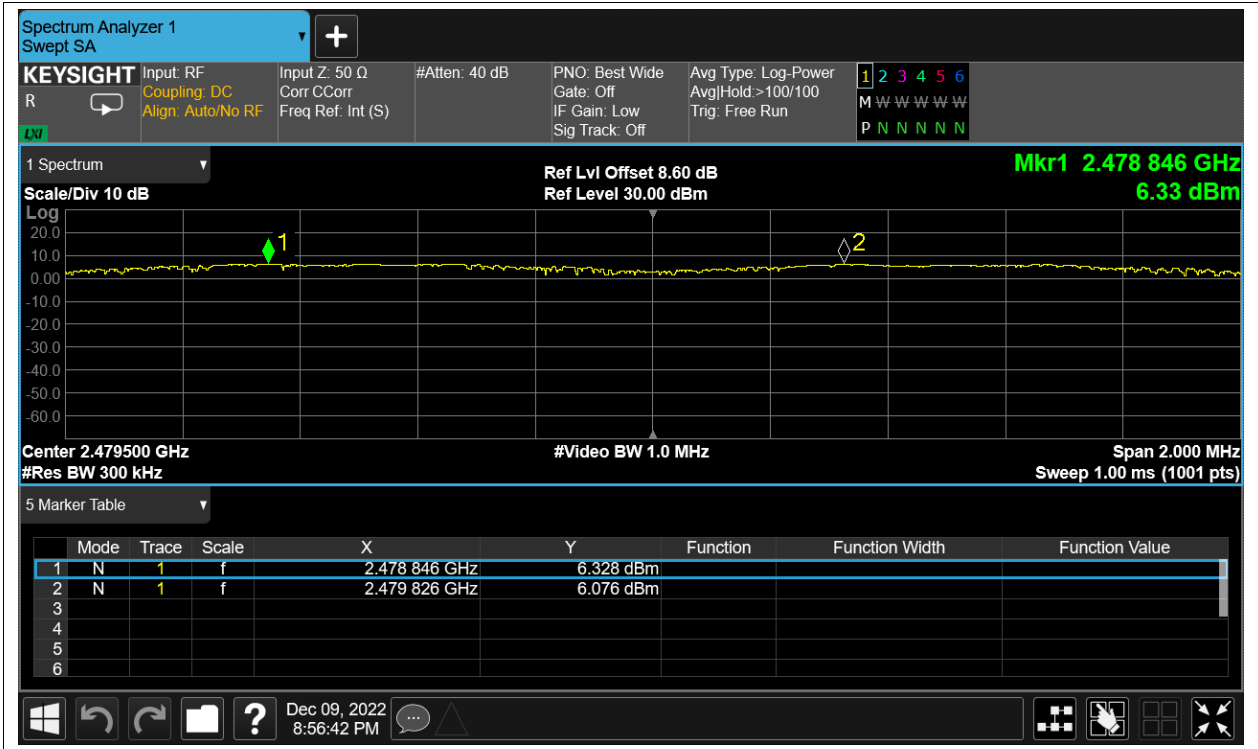 Spectrum Analyzer 1
Swept SA
KEYSIGHT Input: RF Input Z: 50 Ω #Atten: 40 dB PNO: Best Wide Avg Type: Log-Power 1 2 3 4 5 6
R Coupling: DC Corr CCorr Gate: Off Avg|Hold:>100/100 M W W W W W
Align: Auto/No RF Freq Ref: Int (S) IF Gain: Low Trig: Free Run
LXI Sig Track: Off P N N N N N
1 Spectrum Ref Lvl Offset 8.60 dB Mkr1 2.478 846 GHz
Scale/Div 10 dB Ref Level 30.00 dBm 6.33 dBm
Log
20.0
10.0
0.00
-10.0
-20.0
-30.0
-40.0
-50.0
-60.0
1
2
Center 2.479500 GHz #Video BW 1.0 MHz Span 2.000 MHz
#Res BW 300 kHz Sweep 1.00 ms (1001 pts)
5 Marker Table
Mode Trace Scale X Y Function Function Width Function Value
1 N 1 f 2.478 846 GHz 6.328 dBm
2 N 1 f 2.479 826 GHz 6.076 dBm
3
4
5
6
? Dec 09, 2022
8:56:42 PM